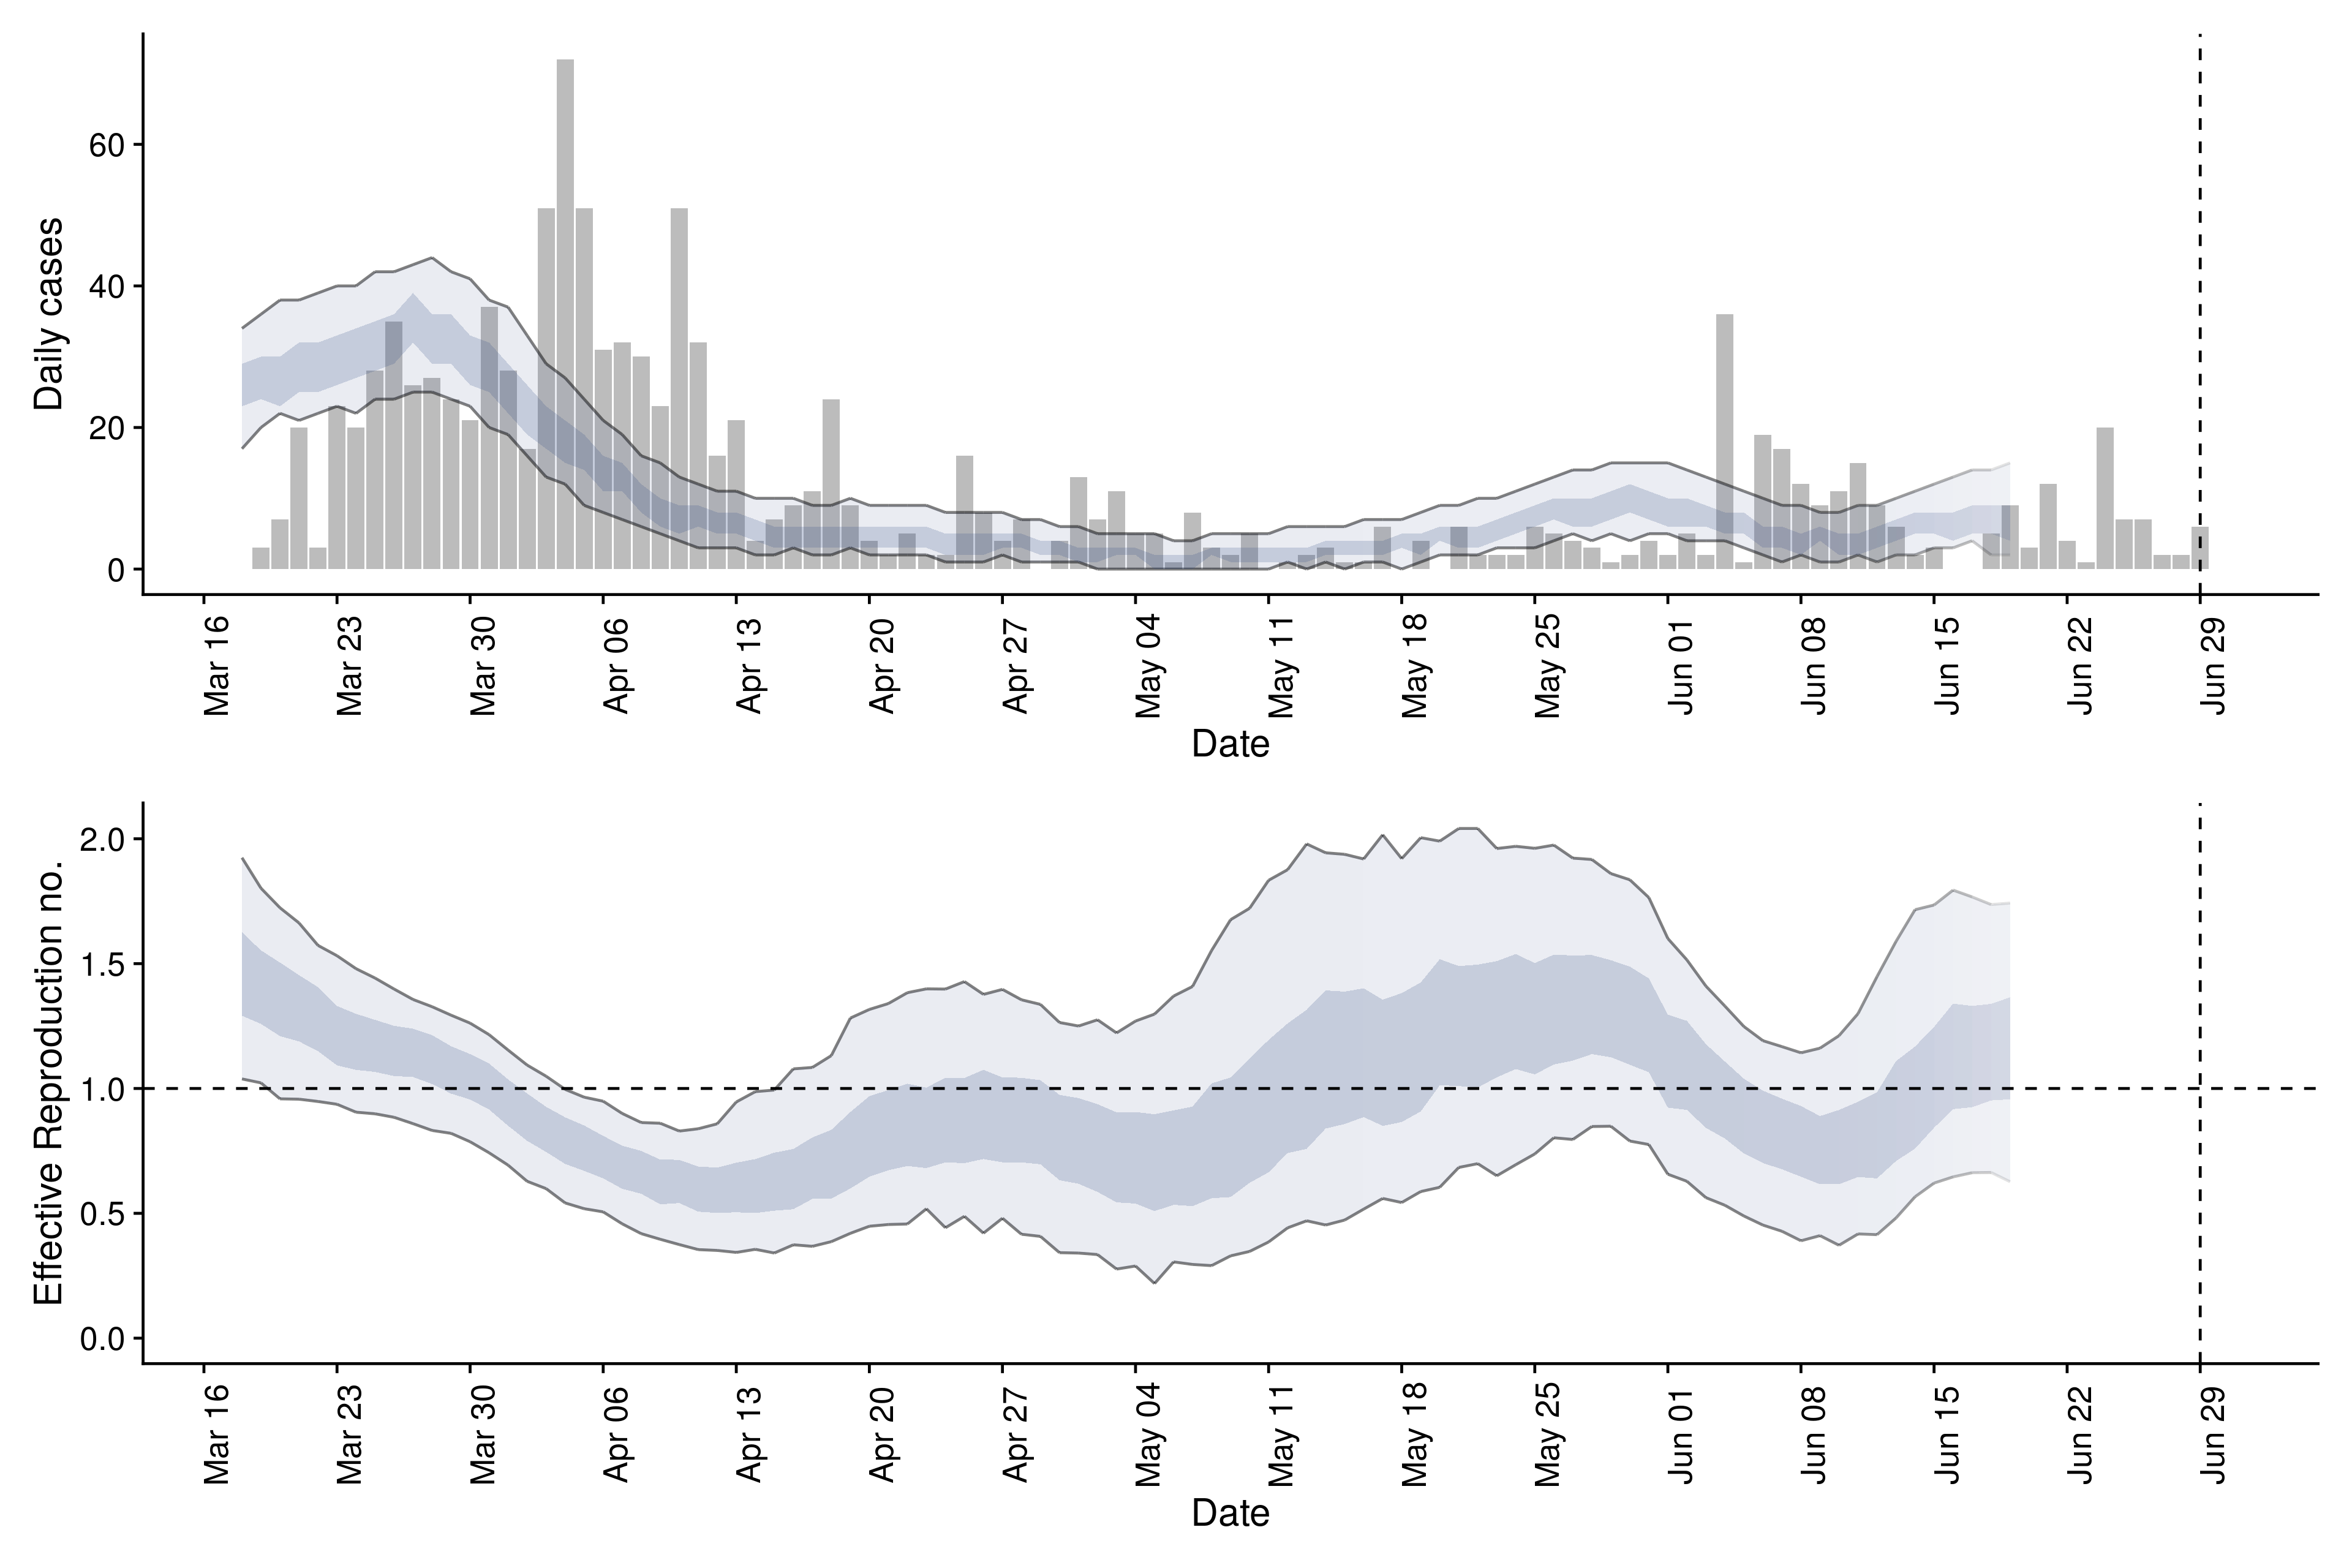 Daily cases
60
40
20
0
Mar 16
Mar 23
Mar 30
Apr 06
Apr 13
Apr 20
Apr 27
May 04
May 11
May 18
May 25
Jun 01
Jun 08
Jun 15
Jun 22
Jun 29
Date
Effective Reproduction no.
2.0
1.5
1.0
0.5
0.0
Mar 16
Mar 23
Mar 30
Apr 06
Apr 13
Apr 20
Apr 27
May 04
May 11
May 18
May 25
Jun 01
Jun 08
Jun 15
Jun 22
Jun 29
Date